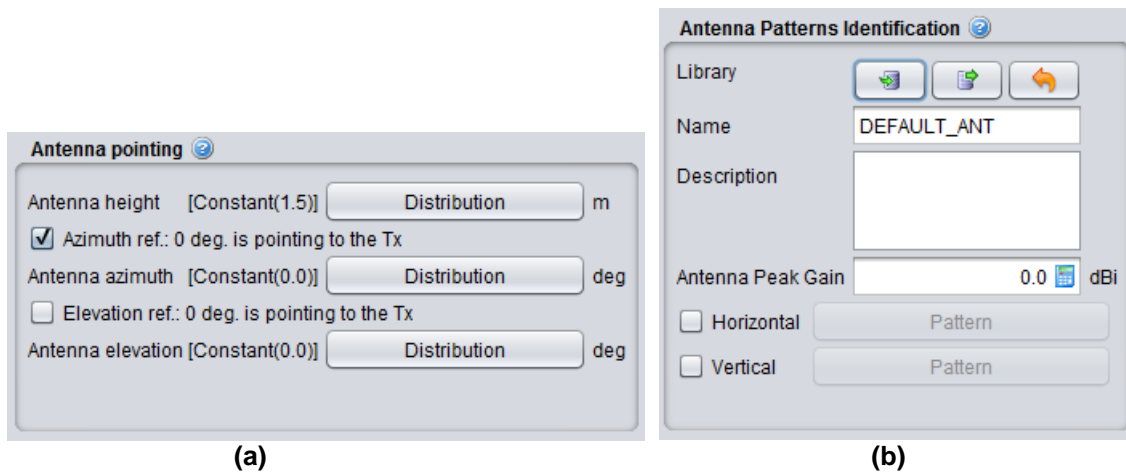 Antenna pointing
Antenna height [Constant(1.5)] Distribution m
Azimuth ref.: 0 deg. is pointing to the Tx
Antenna azimuth [Constant(0.0)] Distribution deg
Elevation ref.: 0 deg. is pointing to the Tx
Antenna elevation [Constant(0.0)] Distribution deg
(a)
Antenna Patterns Identification
Library
Name DEFAULT_ANT
Description
Antenna Peak Gain 0.0 dBi
Horizontal Pattern
Vertical Pattern
(b)